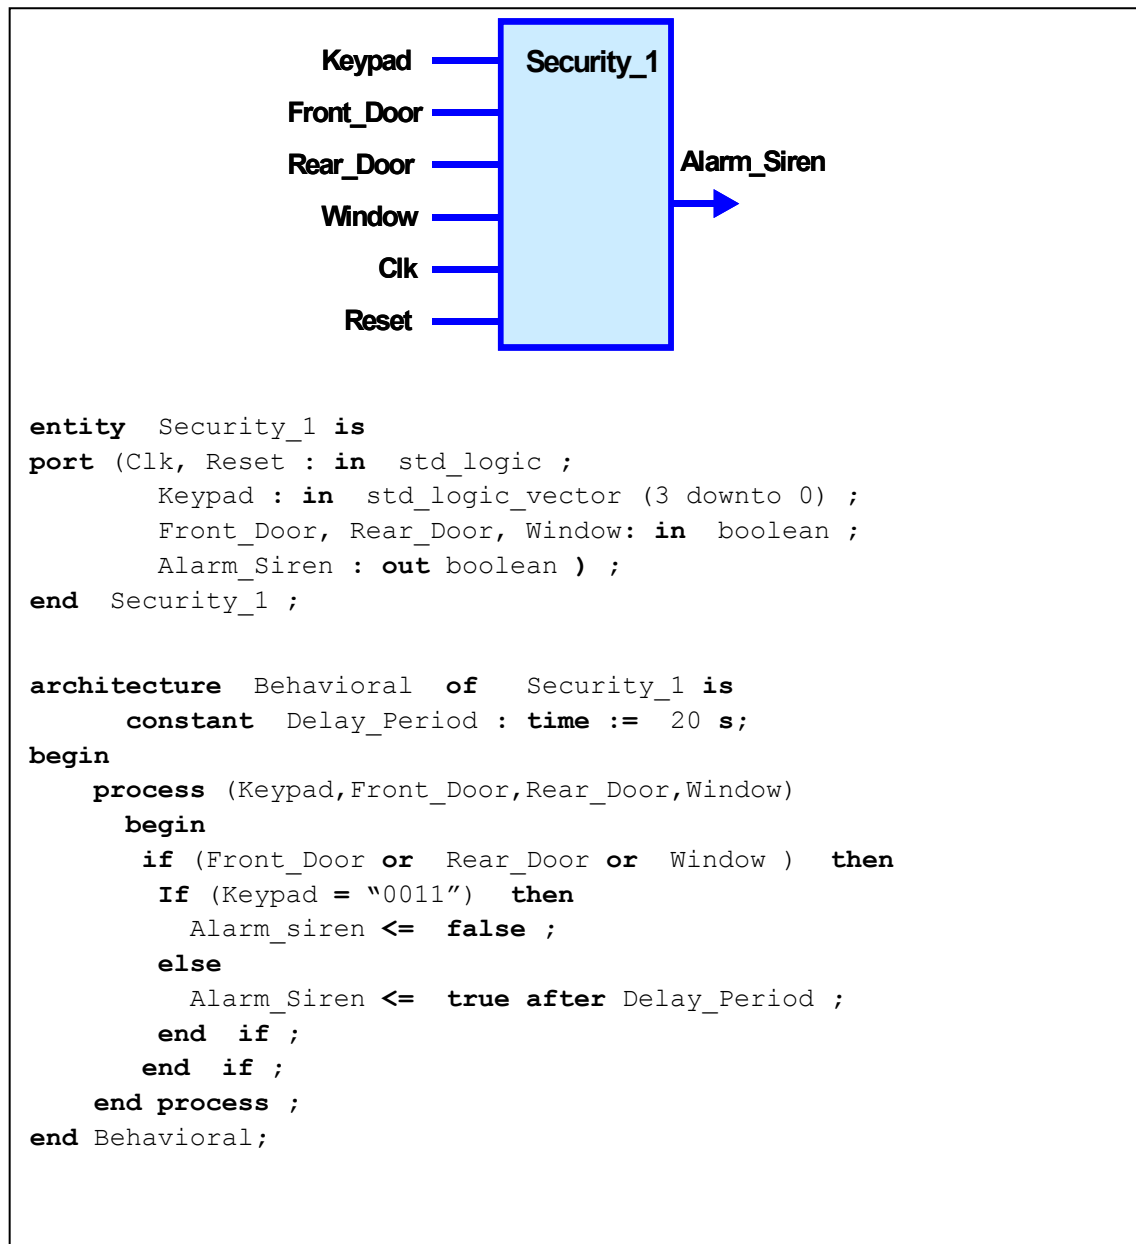 Keypad
Security_1
Front_Door
Rear_Door
Alarm_Siren
Window
Clk
Reset
entity Security_1 is
port (Clk, Reset : in std_logic ;
Keypad : in std_logic_vector (3 downto 0) ;
Front_Door, Rear_Door, Window: in boolean ;
Alarm_Siren : out boolean ) ;
end Security_1 ;
architecture Behavioral of Security_1 is
constant Delay_Period : time := 20 s;
begin
process (Keypad,Front_Door,Rear_Door,Window)
begin
if (Front_Door or Rear_Door or Window ) then
If (Keypad = “0011”) then
Alarm_siren <= false ;
else
Alarm_Siren <= true after Delay_Period ;
end if ;
end if ;
end process ;
end Behavioral;